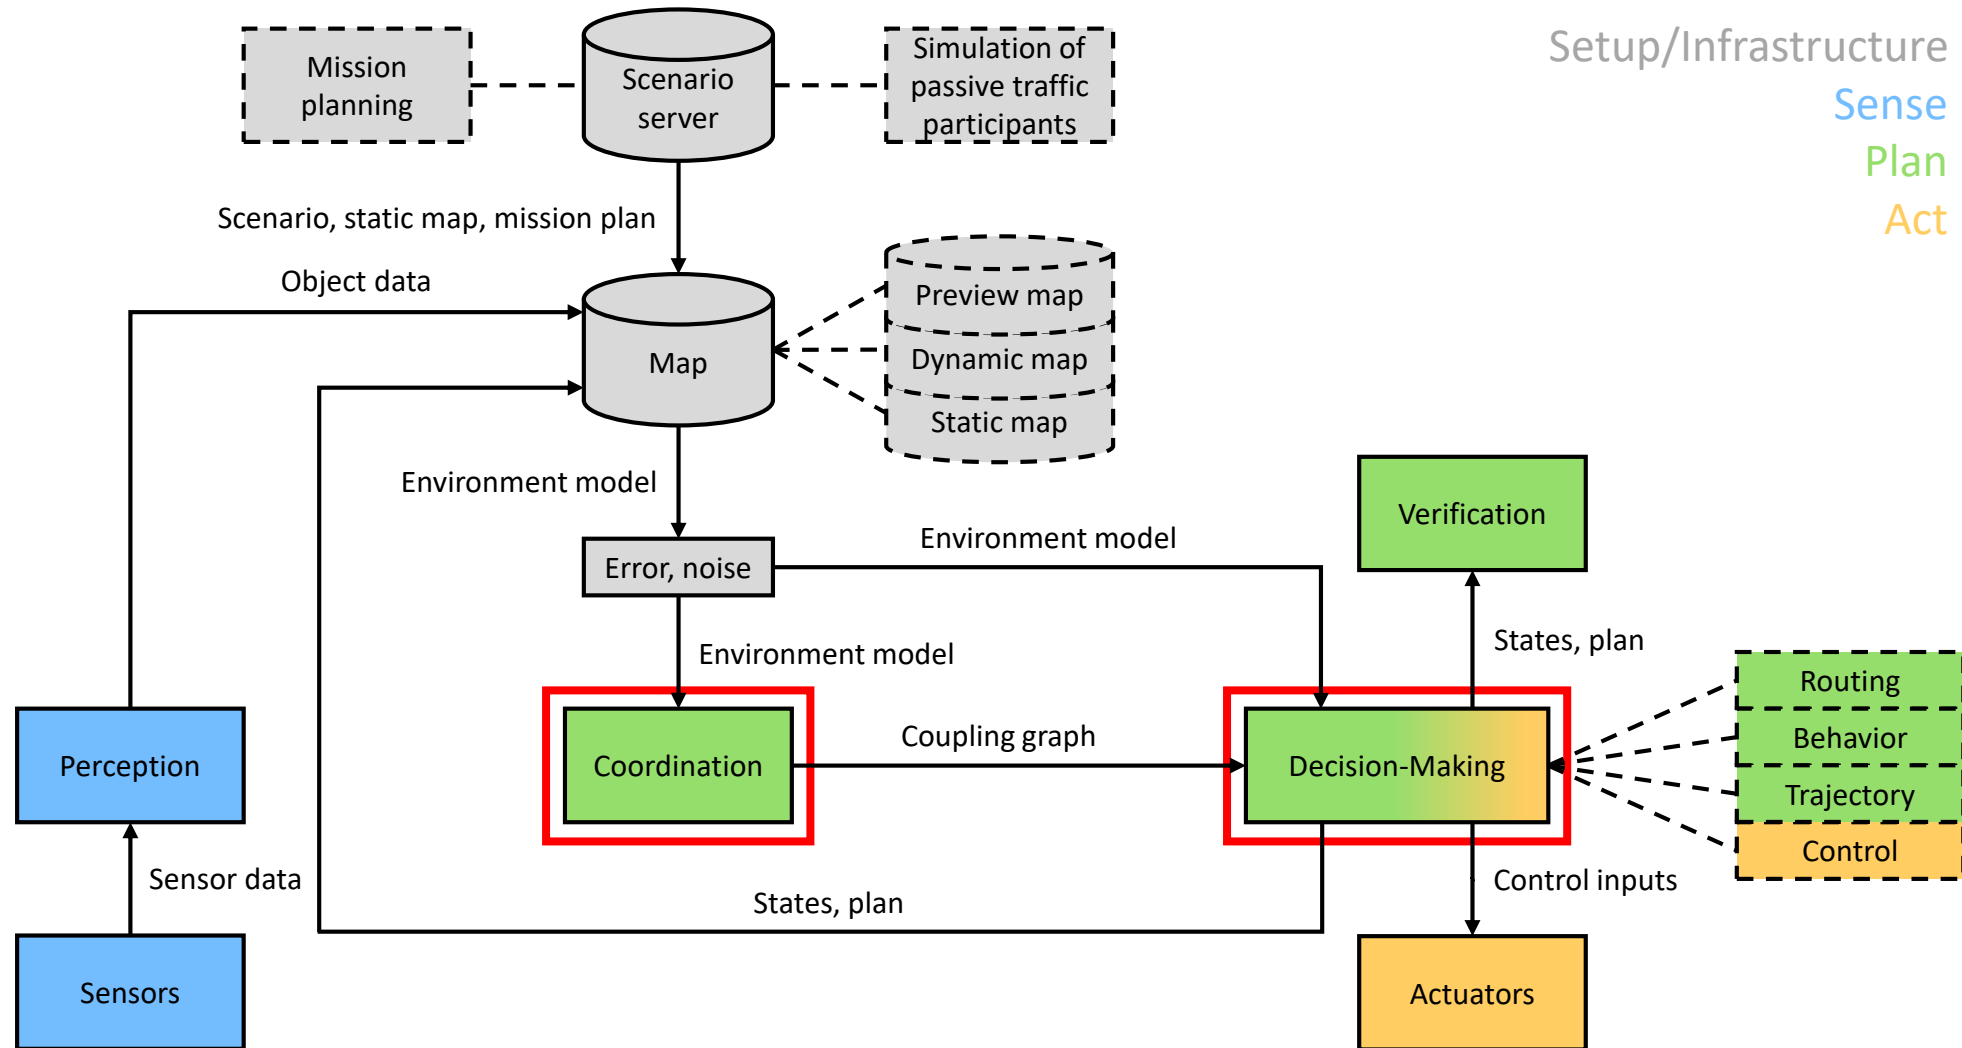 Mission
planning
Scenario
server
Simulation of
passive traffic
participants
Setup/Infrastructure
Sense
Plan
Act
Scenario, static map, mission plan
Object data
Map
Preview map
Dynamic map
Static map
Environment model
Error, noise
Environment model
Verification
Environment model
States, plan
Perception
Coordination
Coupling graph
Decision-Making
Routing
Behavior
Trajectory
Control
Sensor data
States, plan
Control inputs
Sensors
Actuators